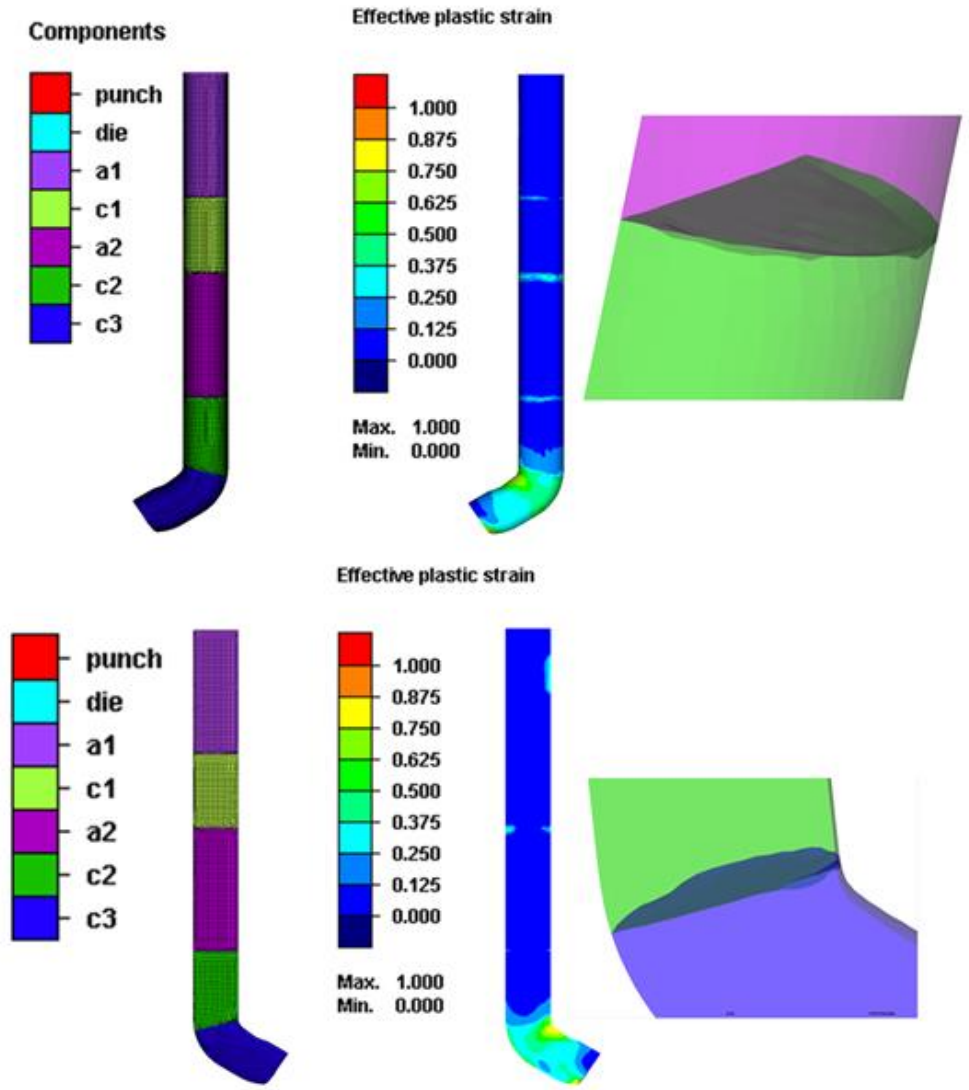 Components
punch
die
a1
c1
a2
c2
c3
Effective plastic strain
1.000
0.875
0.750
0.625
0.500
0.375
0.250
0.125
0.000
Max. 1.000
Min. 0.000
Effective plastic strain
punch
die
a1
c1
a2
c2
c3
1.000
0.875
0.750
0.625
0.500
0.375
0.250
0.125
0.000
Max. 1.000
Min. 0.000